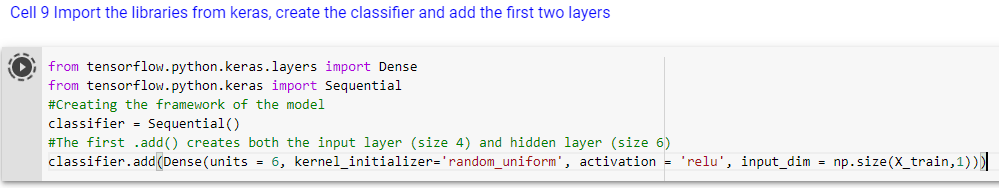 Cell 9 Import the libraries from keras, create the classifier and add the first two layers
from tensorflow.python.keras.layers import Dense
from tensorflow.python.keras import Sequential
#Creating the framework of the model
classifier = Sequential()
#The first .add() creates both the input layer (size 4) and hidden layer (size 6)
classifier.add(Dense(units = 6, kernel_initializer='random_uniform', activation = 'relu', input_dim = np.size(X_train,1)))